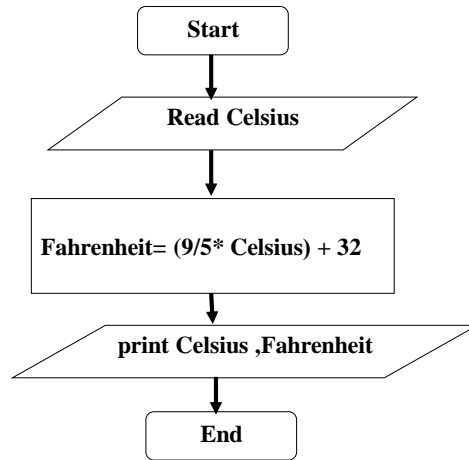 Start
Read Celsius
Fahrenheit= (9/5* Celsius) + 32
print Celsius ,Fahrenheit
End